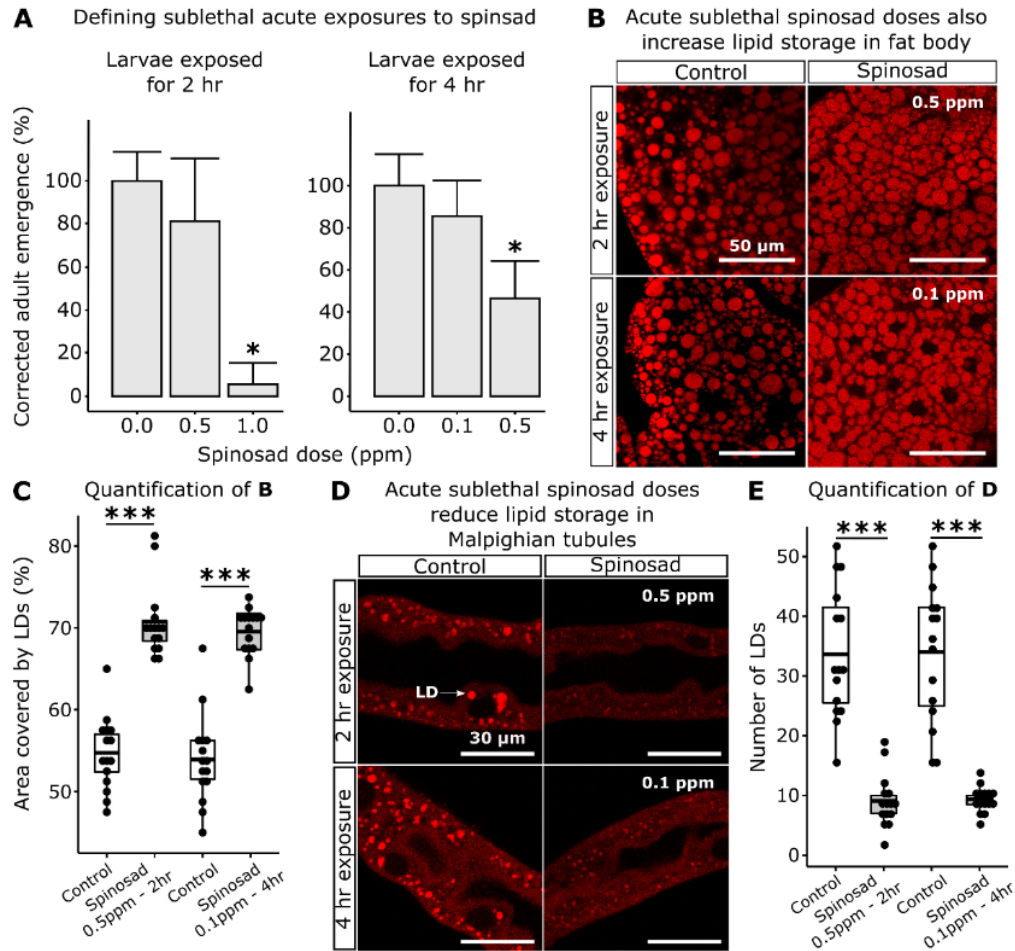 A Defining sublethal acute exposures to spinsad
Larvae exposed
for 2 hr
Larvae exposed
for 4 hr
Corrected adult emergence (%)
100
80
60
40
20
0
*
0.0 0.5 1.0
100
80
60
40
20
0
*
0.0 0.1 0.5
Spinosad dose (ppm)
B Acute sublethal spinosad doses also
increase lipid storage in fat body
Control Spinosad
2 hr exposure
50 µm
0.5 ppm
4 hr exposure
0.1 ppm
C Quantification of B
*** ***
Area covered by LDs (%)
80
70
60
50
Control
Spinosad
0.5ppm - 2hr
Control
Spinosad
0.1ppm - 4hr
D Acute sublethal spinosad doses
reduce lipid storage in
Malpighian tubules
Control Spinosad
2 hr exposure
LD
30 µm
0.5 ppm
4 hr exposure
0.1 ppm
E Quantification of D
*** ***
Number of LDs
50
40
30
20
10
0
Control
Spinosad
0.5ppm - 2hr
Control
Spinosad
0.1ppm - 4hr